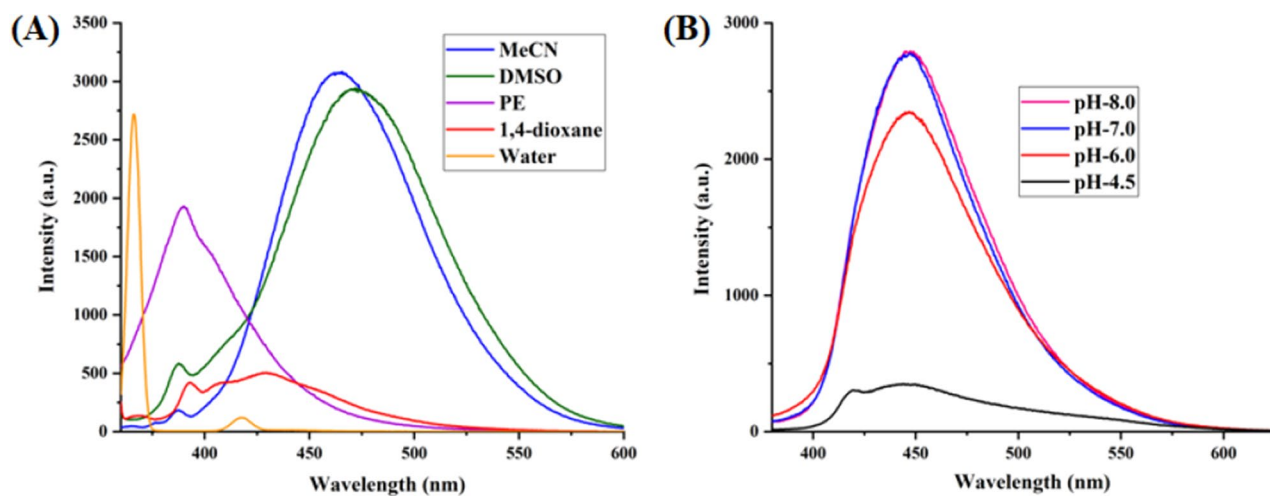 (A)
3500
3000
2500
2000
1500
1000
500
0
Intensity (a.u.)
MeCN
DMSO
PE
1,4-dioxane
Water
400
450
500
550
600
Wavelength (nm)
(B)
3000
2000
1000
0
Intensity (a.u.)
pH-8.0
pH-7.0
pH-6.0
pH-4.5
400
450
500
550
600
Wavelength (nm)